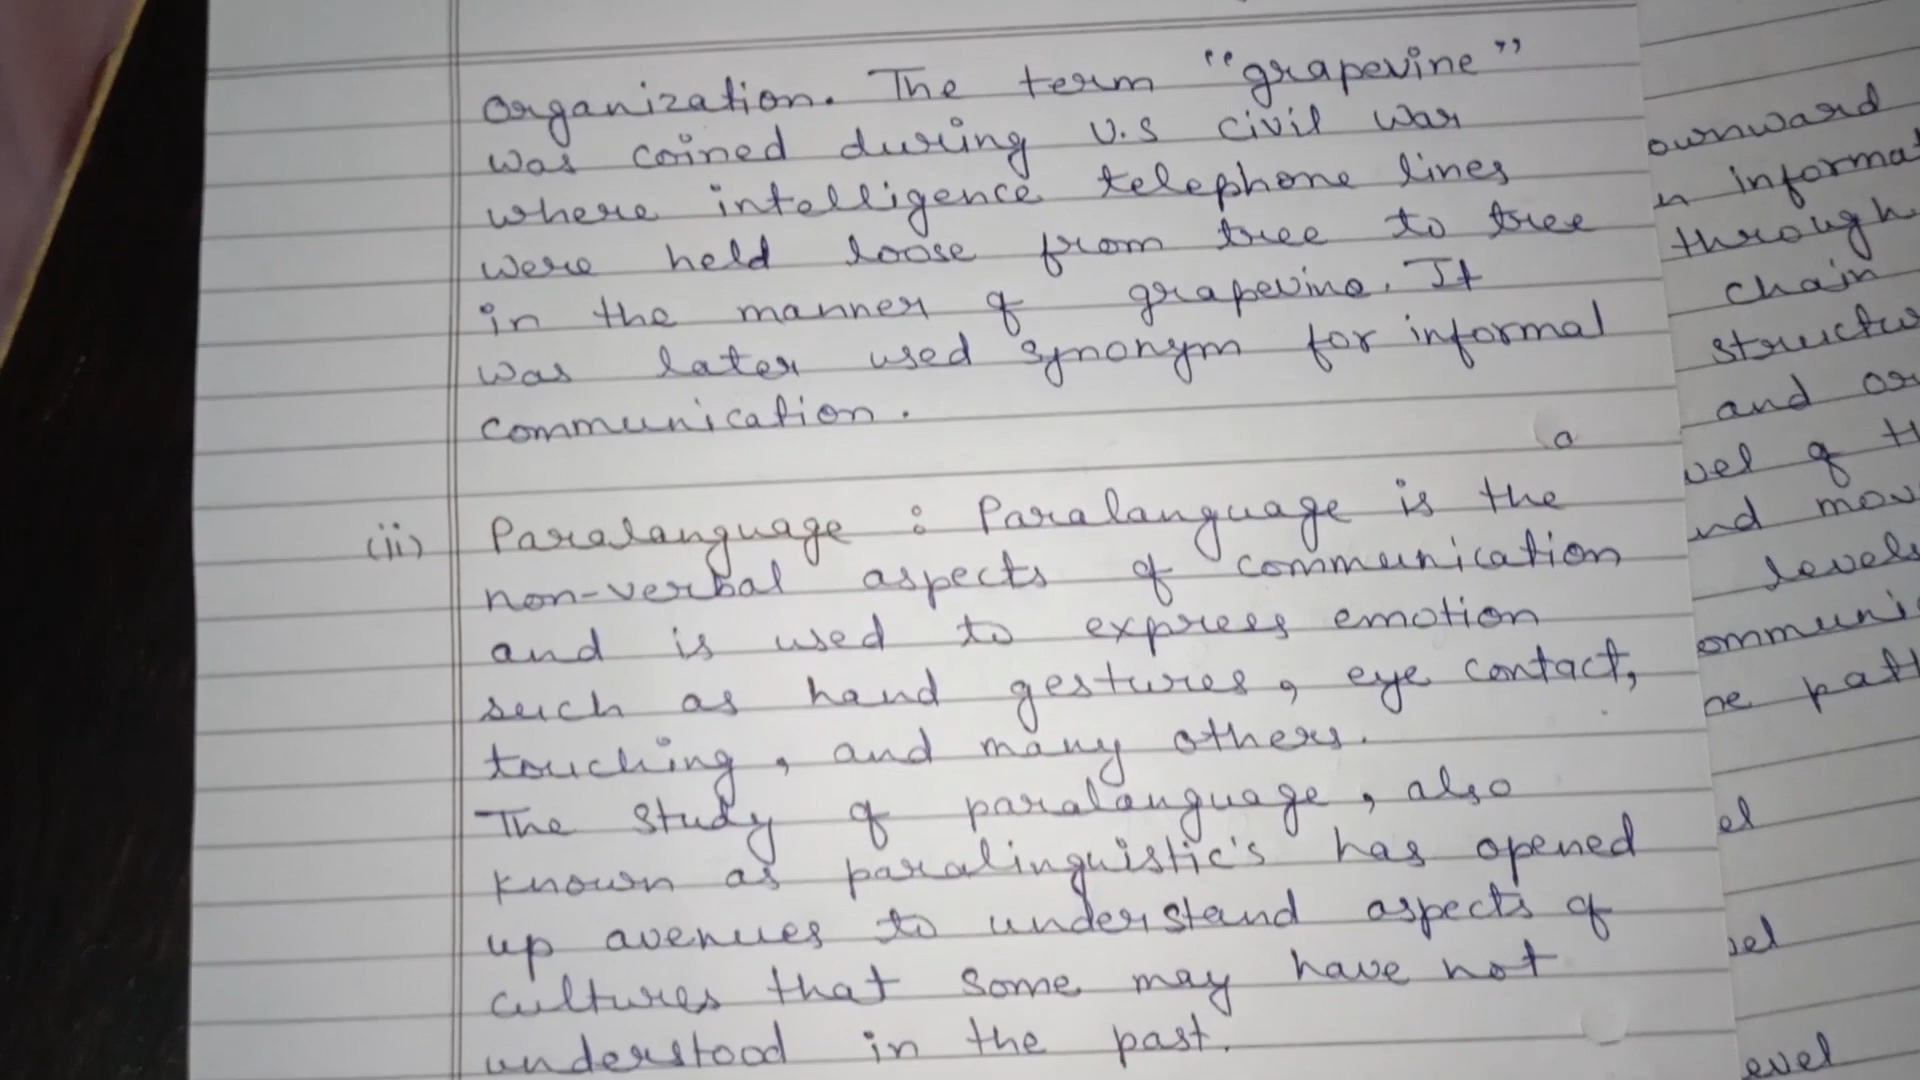 organization. The term "grapevine"
was coined during U.S civil war
where intelligence telephone lines
were held loose from tree to tree
in the manner of grapevine. It
was later used synonym for informal
communication.
a
(ii) Paralanguage : Paralanguage is the
non-verbal aspects of communication
and is used to express emotion
such as hand gestures, eye contact,
touching, and many others.
The study of paralanguage, also
known as paralinguistic's has opened
up avenues to understand aspects of
cultures that some may have not
understood in the past.
ownward
n informat
through
chain
structu
and or
vel of th
nd mov
levels
ommuni
he path
el
vel
evel